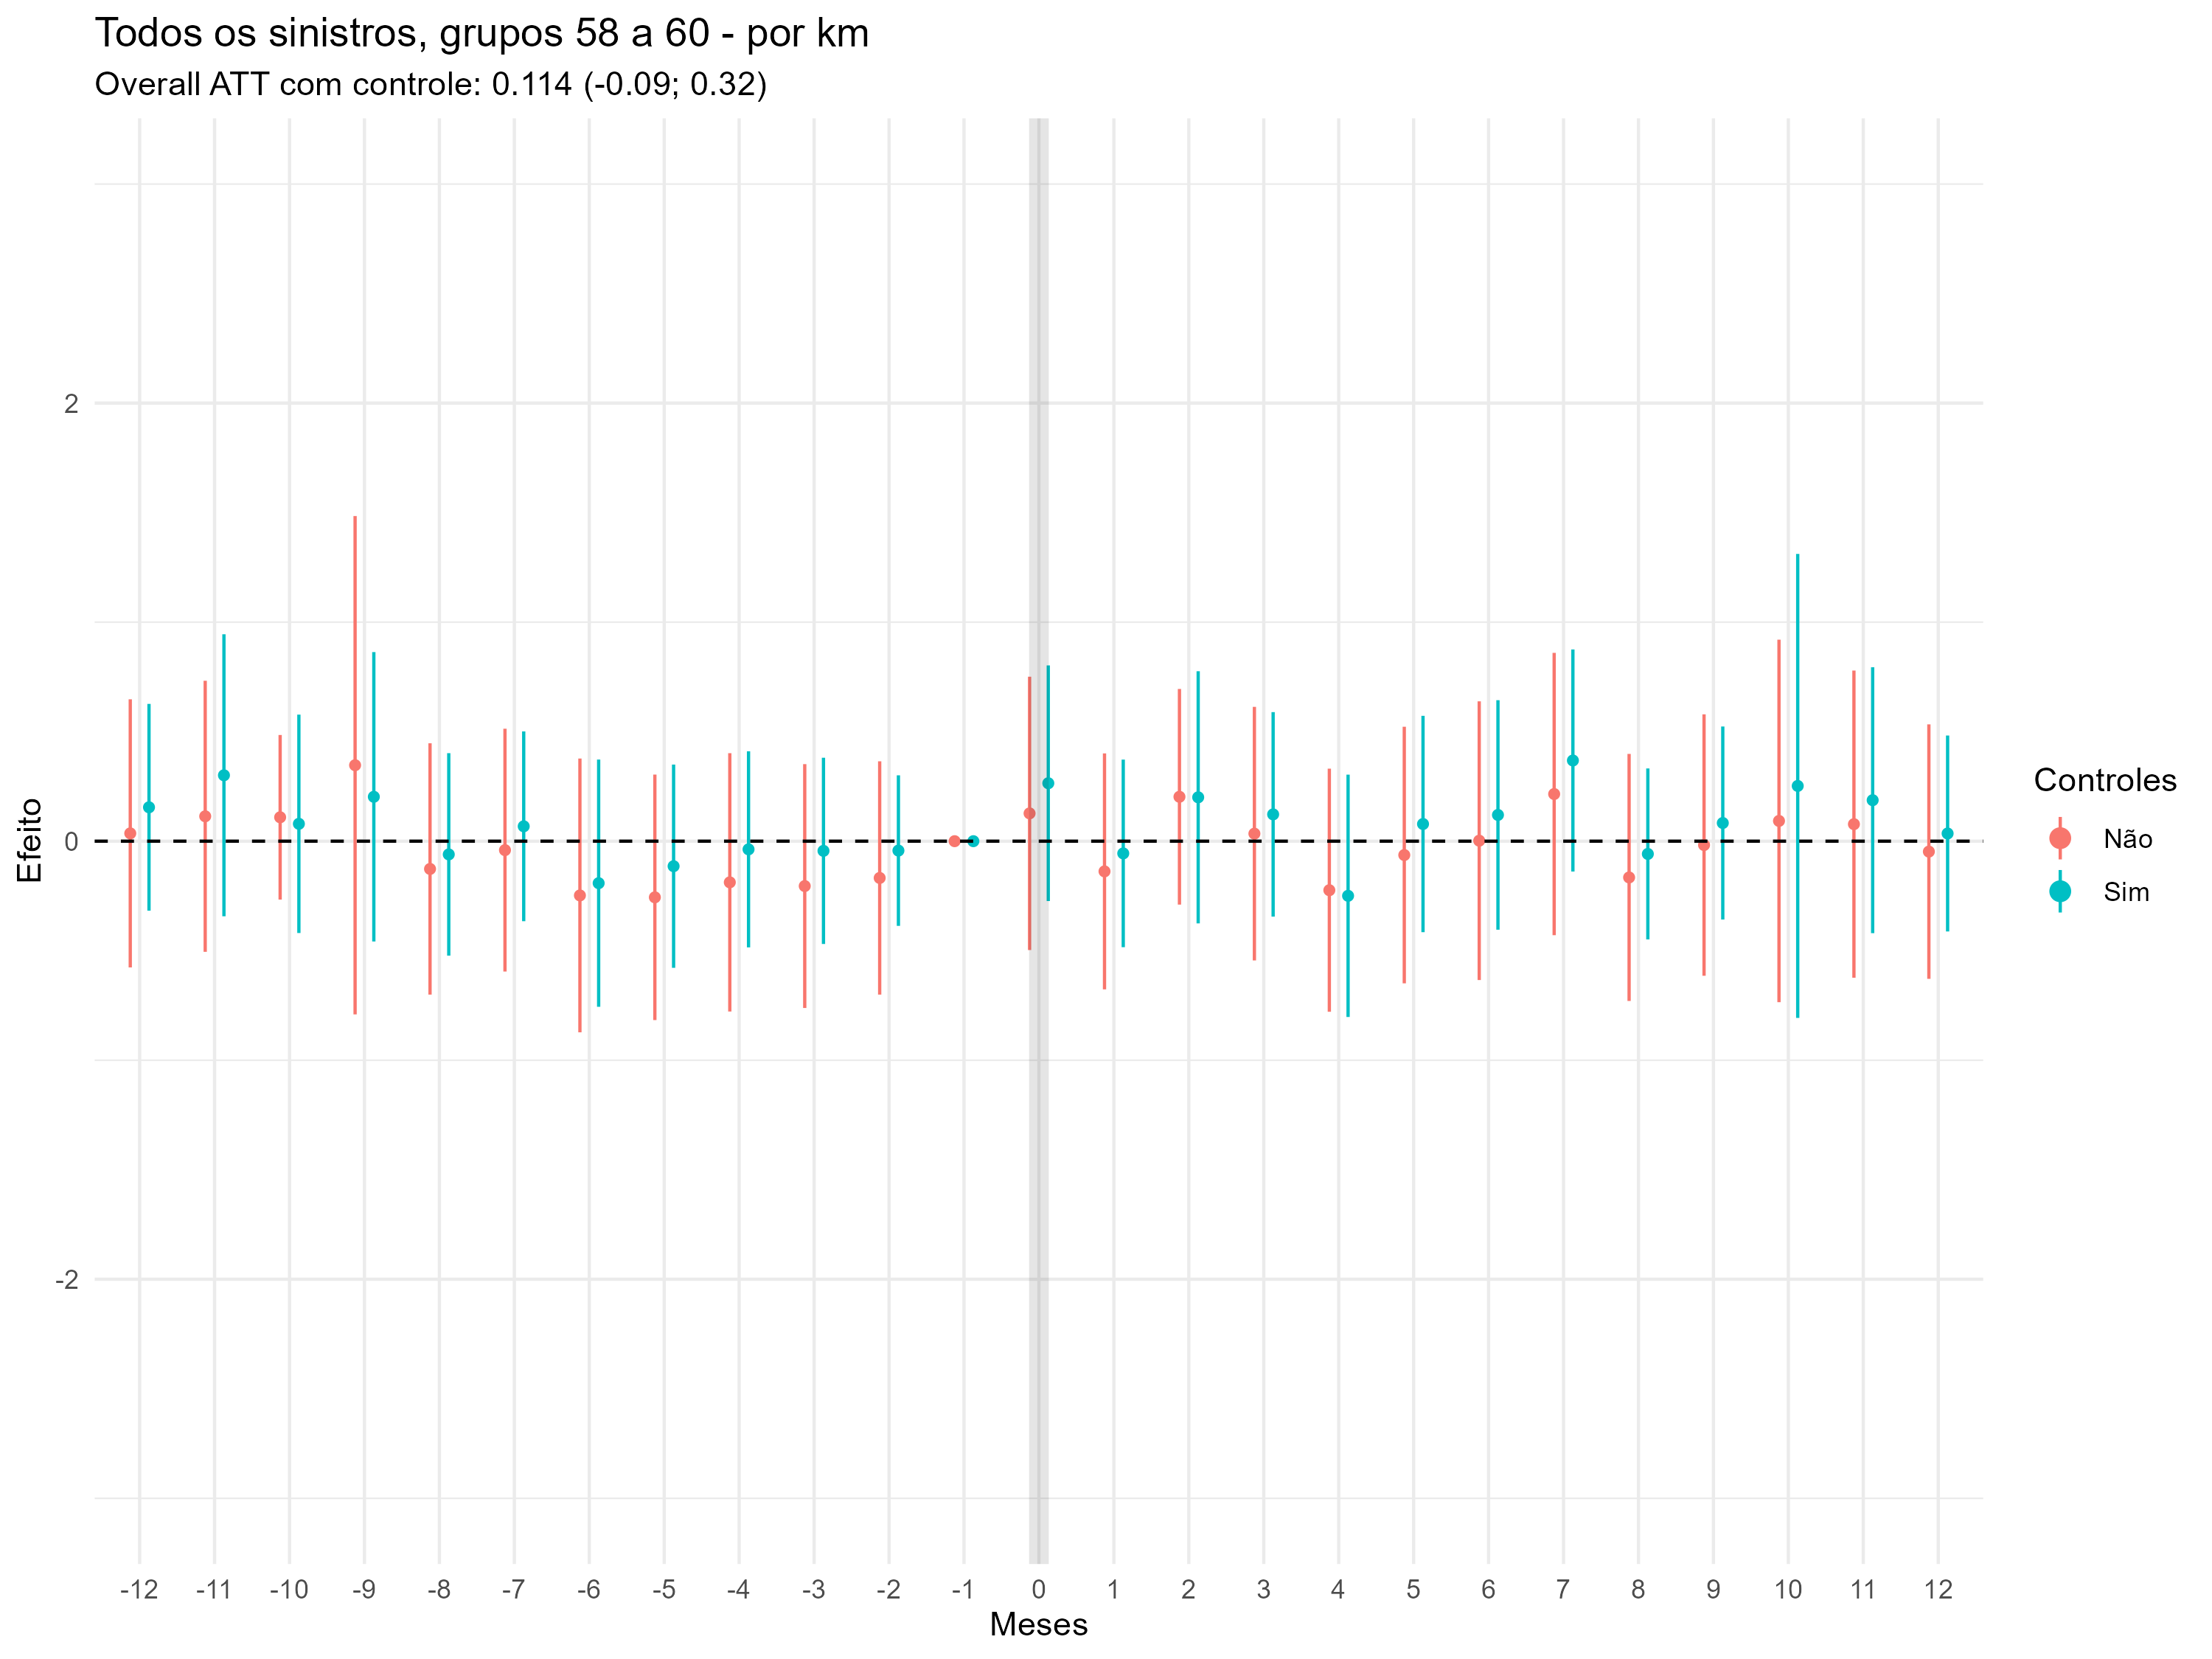 Todos os sinistros, grupos 58 a 60 - por km
Overall ATT com controle: 0.114 (-0.09; 0.32)
2
0
-2
Efeito
-12 -11 -10 -9 -8 -7 -6 -5 -4 -3 -2 -1 0 1 2 3 4 5 6 7 8 9 10 11 12
Meses
Controles
Não
Sim